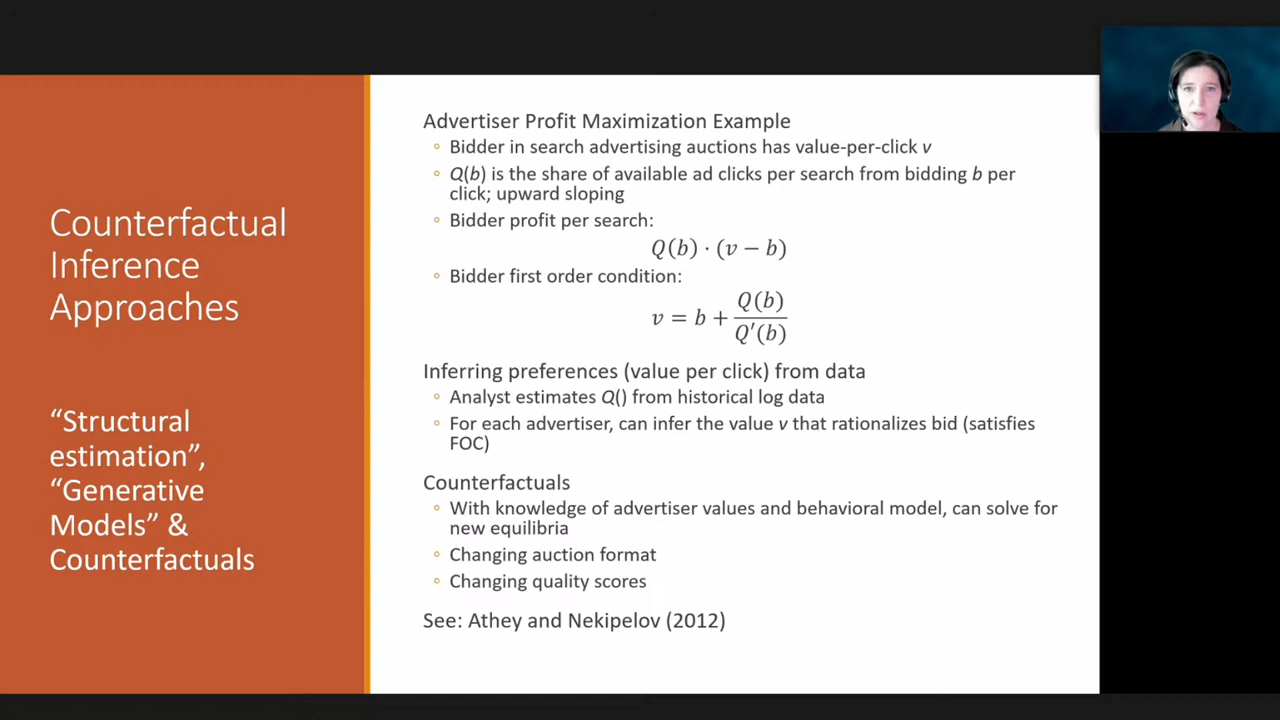 Counterfactual
Inference
Approaches
“Structural
estimation”,
“Generative
Models” &
Counterfactuals
Advertiser Profit Maximization Example
◦ Bidder in search advertising auctions has value-per-click v
◦ Q(b) is the share of available ad clicks per search from bidding b per
click; upward sloping
◦ Bidder profit per search:
Q(b) · (v − b)
◦ Bidder first order condition:
v = b + Q(b)/Q′(b)
Inferring preferences (value per click) from data
◦ Analyst estimates Q() from historical log data
◦ For each advertiser, can infer the value v that rationalizes bid (satisfies
FOC)
Counterfactuals
◦ With knowledge of advertiser values and behavioral model, can solve for
new equilibria
◦ Changing auction format
◦ Changing quality scores
See: Athey and Nekipelov (2012)